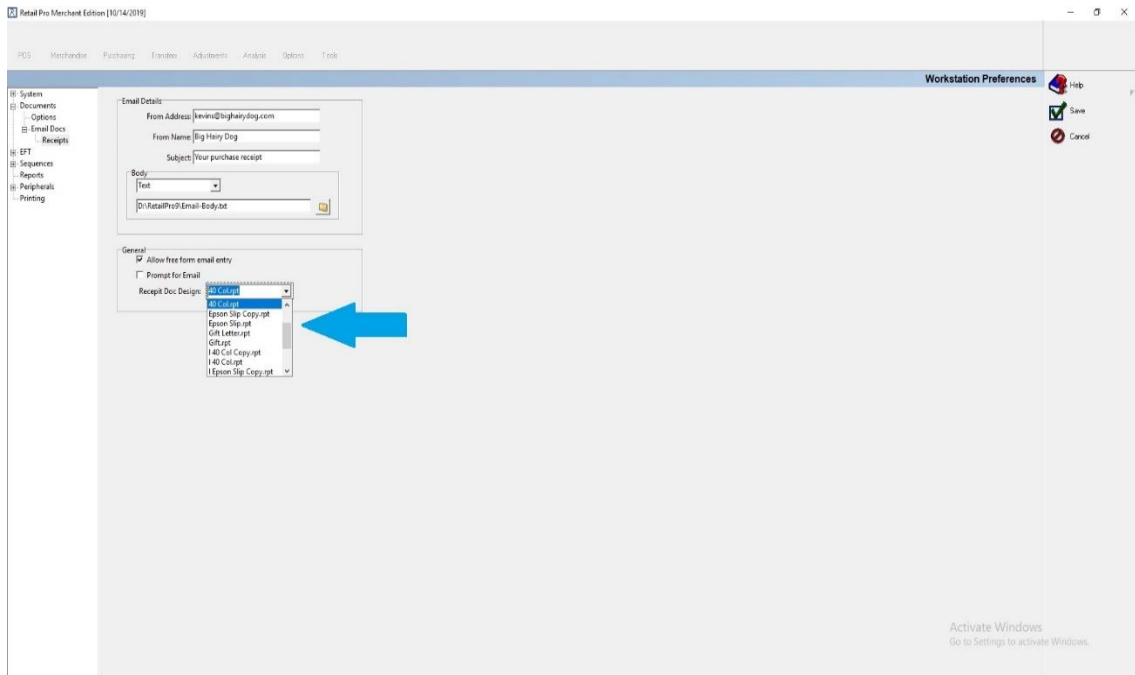 Retail Pro Merchant Edition [10/14/2019]
POS Merchandise Purchasing Transfers Adjustments Analysis Options Tools
Workstation Preferences
Help
Save
Cancel
System
Documents
Options
Email Docs
Receipts
EFT
Sequences
Reports
Peripherals
Printing
Email Details
From Address: kevins@bighairydog.com
From Name: Big Hairy Dog
Subject: Your purchase receipt
Body
Text
D:\RetailPro9\Email-Body.txt
General
Allow free form email entry
Prompt for Email
Recepit Doc Design: 40 Col.rpt
40 Col.rpt
Epson Slip Copy.rpt
Epson Slip.rpt
Gift Letter.rpt
Gift.rpt
I 40 Col Copy.rpt
I 40 Col.rpt
I Epson Slip Copy.rpt
Activate Windows
Go to Settings to activate Windows.